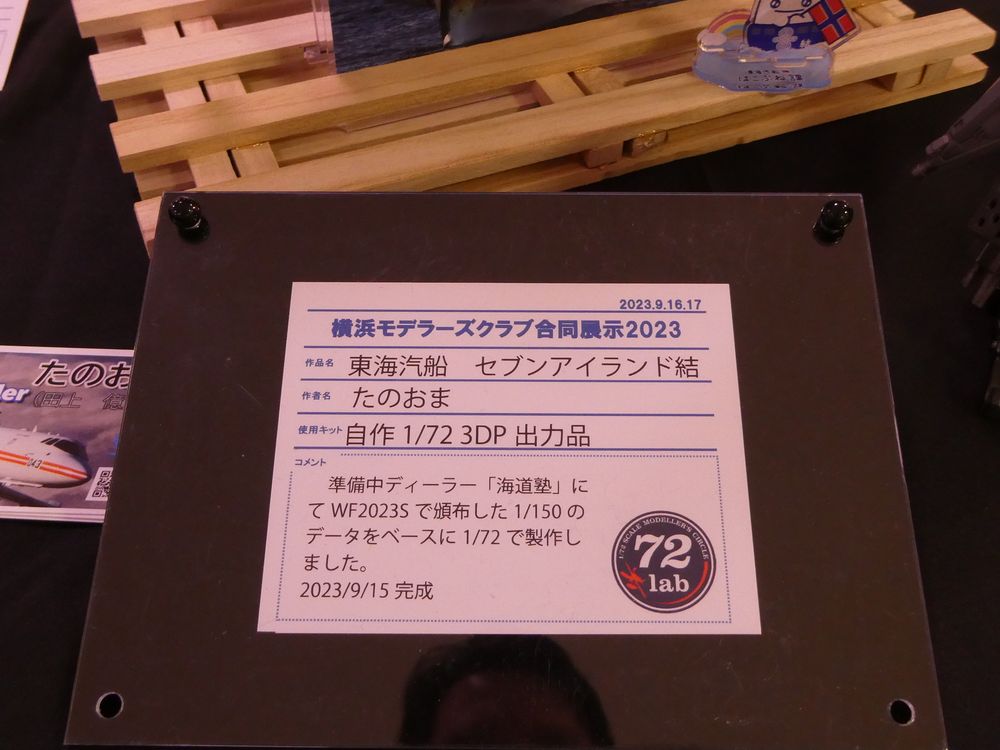 2023.9.16.17
横浜モデラーズクラブ合同展示2023
作品名 東海汽船　セブンアイランド結
作者名 たのおま
使用キット 自作 1/72 3DP 出力品
コメント
準備中ディーラー「海道塾」に
て WF2023S で頒布した 1/150 の
データをベースに 1/72 で製作し
ました。
2023/9/15 完成
1/72 SCALE MODELLER'S CIRCLE
72
lab
たのお